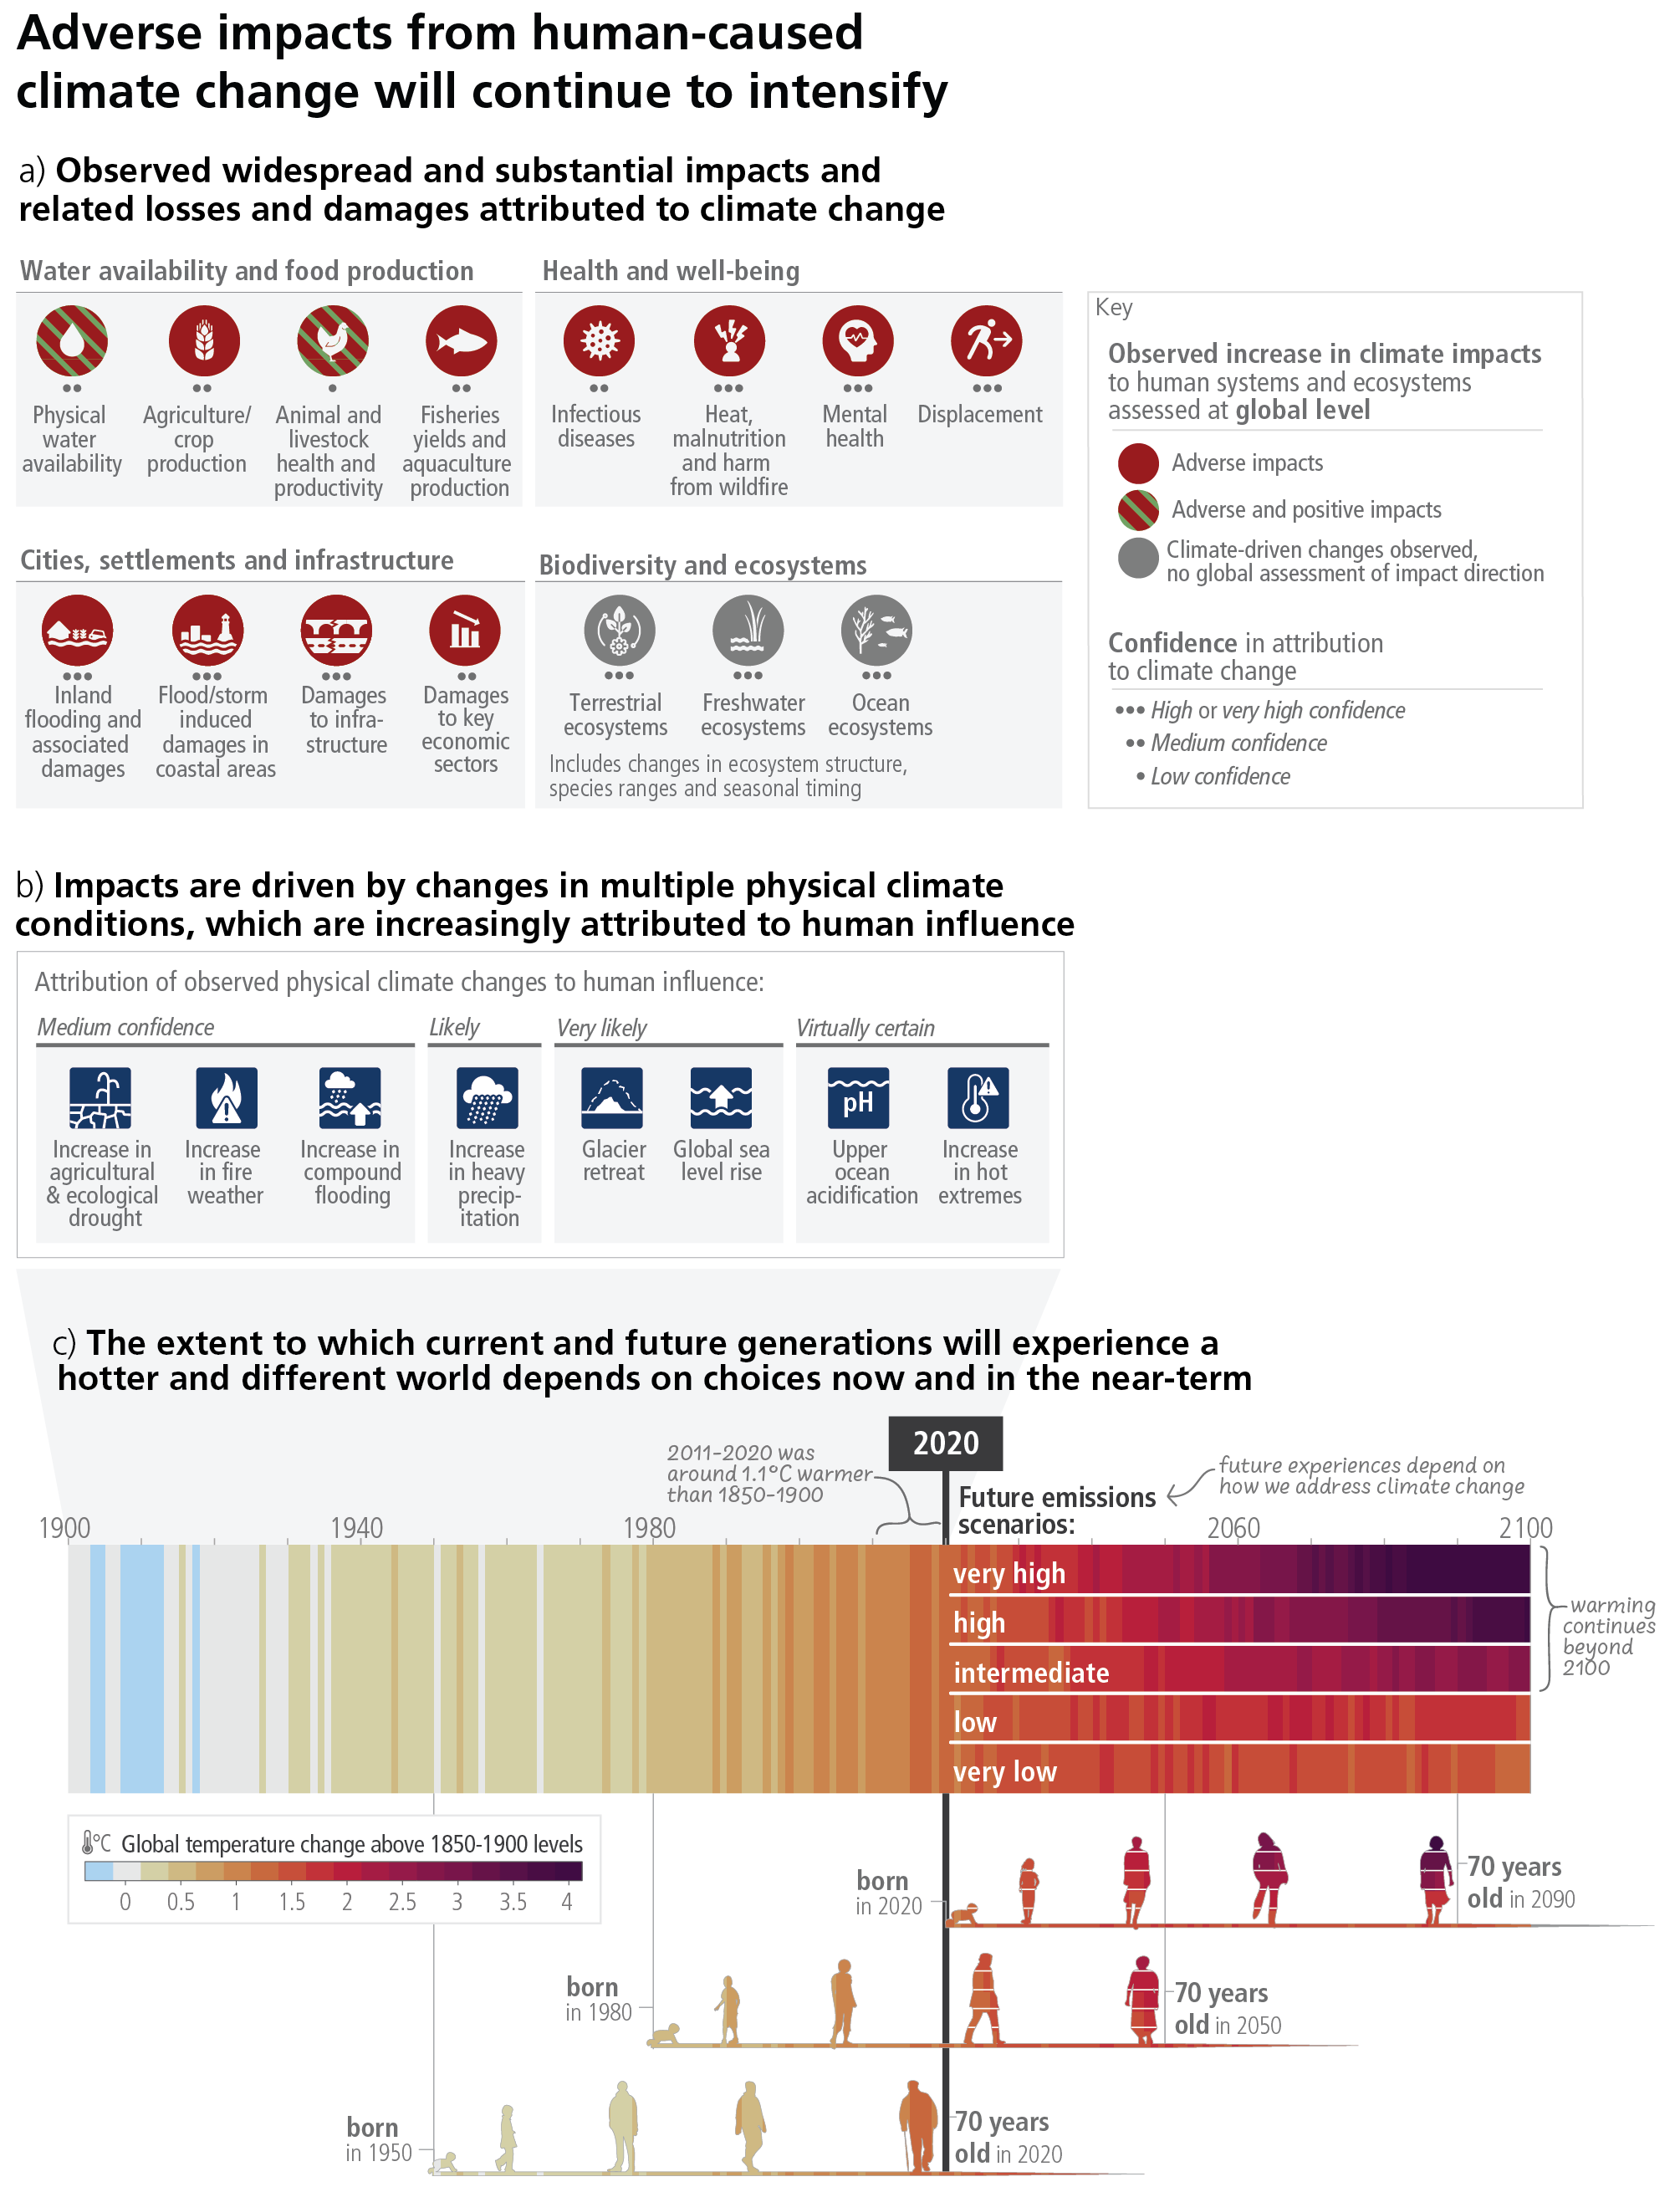 Adverse impacts from human-caused
climate change will continue to intensify
a) Observed widespread and substantial impacts and
related losses and damages attributed to climate change
Water availability and food production
Physical
water
availability
Agriculture/
crop
production
Animal and
livestock
health and
productivity
Fisheries
yields and
aquaculture
production
Health and well-being
Infectious
diseases
Heat,
malnutrition
and harm
from wildfire
Mental
health
Displacement
Cities, settlements and infrastructure
Inland
flooding and
associated
damages
Flood/storm
induced
damages in
coastal areas
Damages
to infra-
structure
Damages
to key
economic
sectors
Biodiversity and ecosystems
Terrestrial
ecosystems
Freshwater
ecosystems
Ocean
ecosystems
Includes changes in ecosystem structure,
species ranges and seasonal timing
Key
Observed increase in climate impacts
to human systems and ecosystems
assessed at global level
Adverse impacts
Adverse and positive impacts
Climate-driven changes observed,
no global assessment of impact direction
Confidence in attribution
to climate change
••• High or very high confidence
•• Medium confidence
• Low confidence
b) Impacts are driven by changes in multiple physical climate
conditions, which are increasingly attributed to human influence
Attribution of observed physical climate changes to human influence:
Medium confidence
Increase in
agricultural
& ecological
drought
Increase
in fire
weather
Increase in
compound
flooding
Likely
Increase
in heavy
precip-
itation
Very likely
Glacier
retreat
Global sea
level rise
Virtually certain
pH
Upper
ocean
acidification
Increase
in hot
extremes
c) The extent to which current and future generations will experience a
hotter and different world depends on choices now and in the near-term
2011-2020 was
around 1.1°C warmer
than 1850-1900
2020
Future emissions
scenarios:
future experiences depend on
how we address climate change
1900
1940
1980
2060
2100
very high
high
intermediate
low
very low
warming
continues
beyond
2100
°C Global temperature change above 1850-1900 levels
0 0.5 1 1.5 2 2.5 3 3.5 4
born
in 2020
70 years
old in 2090
born
in 1980
70 years
old in 2050
born
in 1950
70 years
old in 2020